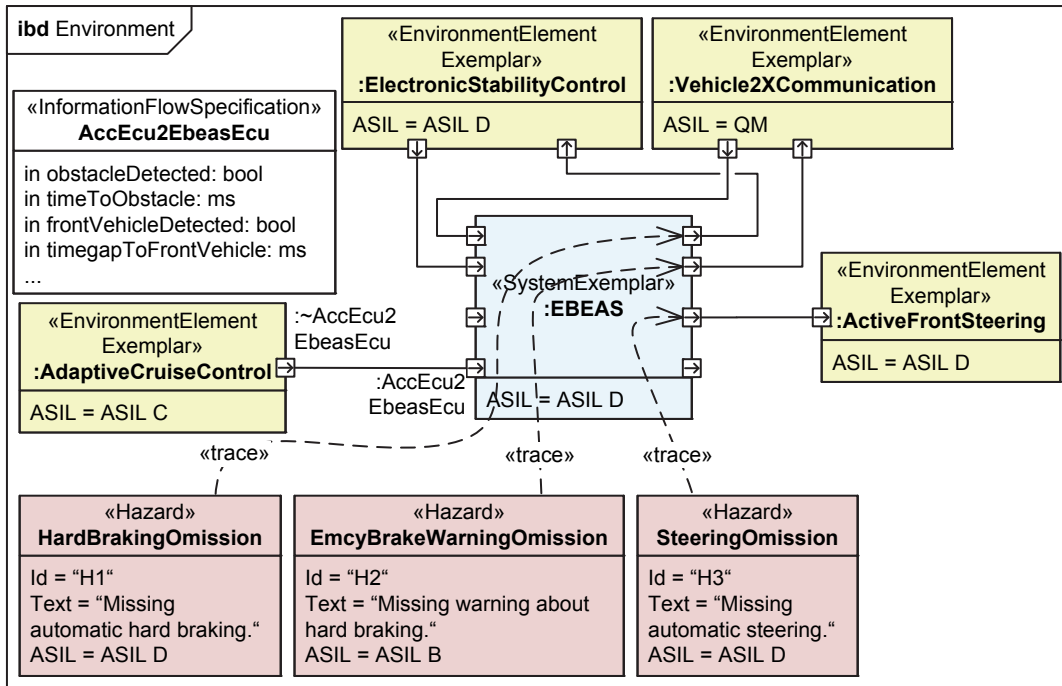 ibd Environment
«EnvironmentElement
Exemplar»
:ElectronicStabilityControl
ASIL = ASIL D
«EnvironmentElement
Exemplar»
:Vehicle2XCommunication
ASIL = QM
«InformationFlowSpecification»
AccEcu2EbeasEcu
in obstacleDetected: bool
in timeToObstacle: ms
in frontVehicleDetected: bool
in timegapToFrontVehicle: ms
...
«SystemExemplar»
:EBEAS
ASIL = ASIL D
«EnvironmentElement
Exemplar»
:ActiveFrontSteering
ASIL = ASIL D
«EnvironmentElement
Exemplar»
:AdaptiveCruiseControl
ASIL = ASIL C
:~AccEcu2
EbeasEcu
:AccEcu2
EbeasEcu
«trace»
«trace»
«trace»
«Hazard»
HardBrakingOmission
Id = “H1“
Text = “Missing
automatic hard braking.“
ASIL = ASIL D
«Hazard»
EmcyBrakeWarningOmission
Id = “H2“
Text = “Missing warning about
hard braking.“
ASIL = ASIL B
«Hazard»
SteeringOmission
Id = “H3“
Text = “Missing
automatic steering.“
ASIL = ASIL D